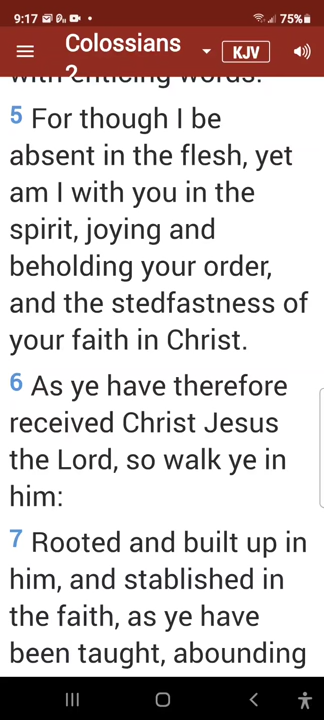 9:17 75%
Colossians
2
KJV
with enticing words.
5 For though I be
absent in the flesh, yet
am I with you in the
spirit, joying and
beholding your order,
and the stedfastness of
your faith in Christ.
6 As ye have therefore
received Christ Jesus
the Lord, so walk ye in
him:
7 Rooted and built up in
him, and stablished in
the faith, as ye have
been taught, abounding